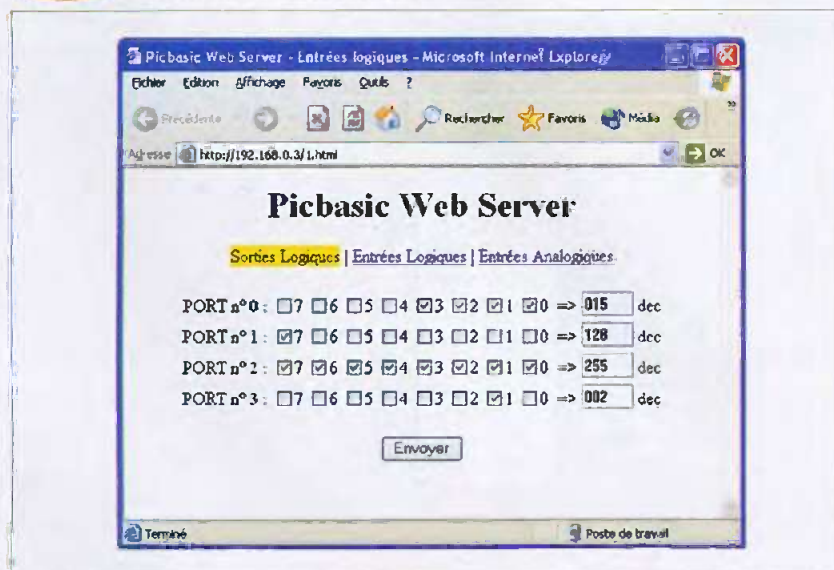 Picbasic Web Server - Entrées logiques - Microsoft Internet Explorer
Fichier Edition Affichage Favoris Outils ?
Précédente Rechercher Favoris Média »
Adresse http://192.168.0.3/1.html OK
Picbasic Web Server
Sorties Logiques | Entrées Logiques | Entrées Analogiques
PORT n° 0 : 7 6 5 4 3 2 1 0 => 015 dec
PORT n° 1 : 7 6 5 4 3 2 1 0 => 128 dec
PORT n° 2 : 7 6 5 4 3 2 1 0 => 255 dec
PORT n° 3 : 7 6 5 4 3 2 1 0 => 002 dec
Envoyer
Terminé Poste de travail